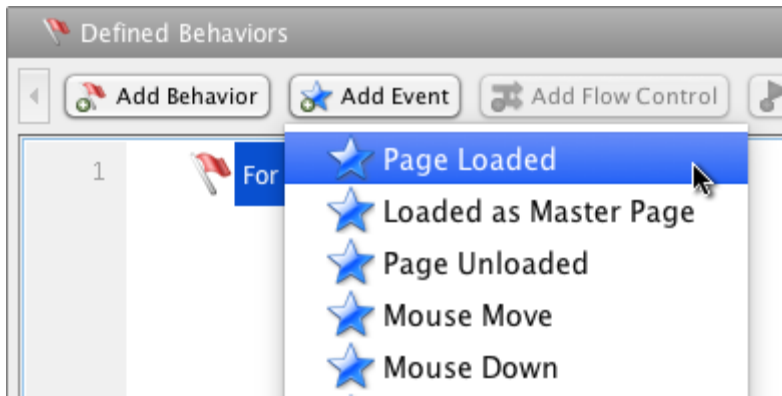 Defined Behaviors
Add Behavior Add Event Add Flow Control
1 For
Page Loaded
Loaded as Master Page
Page Unloaded
Mouse Move
Mouse Down